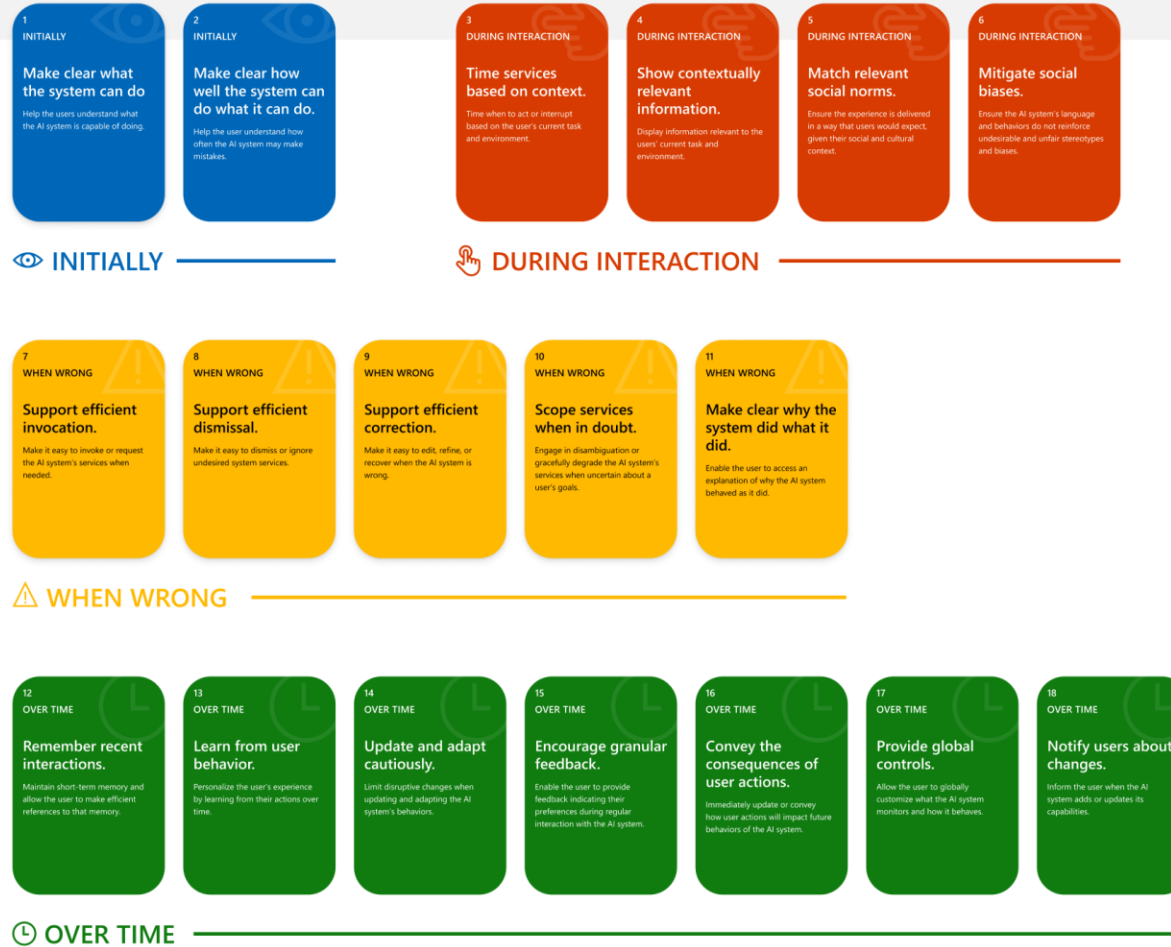 1
INITIALLY
Make clear what
the system can do
Help the users understand what
the AI system is capable of doing.
2
INITIALLY
Make clear how
well the system can
do what it can do.
Help the user understand how
often the AI system may make
mistakes.
3
DURING INTERACTION
Time services
based on context.
Time when to act or interrupt
based on the user's current task
and environment.
4
DURING INTERACTION
Show contextually
relevant
information.
Display information relevant to the
users' current task and
environment.
5
DURING INTERACTION
Match relevant
social norms.
Ensure the experience is delivered
in a way that users would expect,
given their social and cultural
context.
6
DURING INTERACTION
Mitigate social
biases.
Ensure the AI system's language
and behaviors do not reinforce
undesirable and unfair stereotypes
and biases.
INITIALLY
DURING INTERACTION
7
WHEN WRONG
Support efficient
invocation.
Make it easy to invoke or request
the AI system's services when
needed.
8
WHEN WRONG
Support efficient
dismissal.
Make it easy to dismiss or ignore
undesired system services.
9
WHEN WRONG
Support efficient
correction.
Make it easy to edit, refine, or
recover when the AI system is
wrong.
10
WHEN WRONG
Scope services
when in doubt.
Engage in disambiguation or
gracefully degrade the AI system's
services when uncertain about a
user's goals.
11
WHEN WRONG
Make clear why the
system did what it
did.
Enable the user to access an
explanation of why the AI system
behaved as it did.
WHEN WRONG
12
OVER TIME
Remember recent
interactions.
Maintain short-term memory and
allow the user to make efficient
references to that memory.
13
OVER TIME
Learn from user
behavior.
Personalize the user's experience
by learning from their actions over
time.
14
OVER TIME
Update and adapt
cautiously.
Limit disruptive changes when
updating and adapting the AI
system's behaviors.
15
OVER TIME
Encourage granular
feedback.
Enable the user to provide
feedback indicating their
preferences during regular
interaction with the AI system.
16
OVER TIME
Convey the
consequences of
user actions.
Immediately update or convey
how user actions will impact future
behaviors of the AI system.
17
OVER TIME
Provide global
controls.
Allow the user to globally
customize what the AI system
monitors and how it behaves.
18
OVER TIME
Notify users about
changes.
Inform the user when the AI
system adds or updates its
capabilities.
OVER TIME